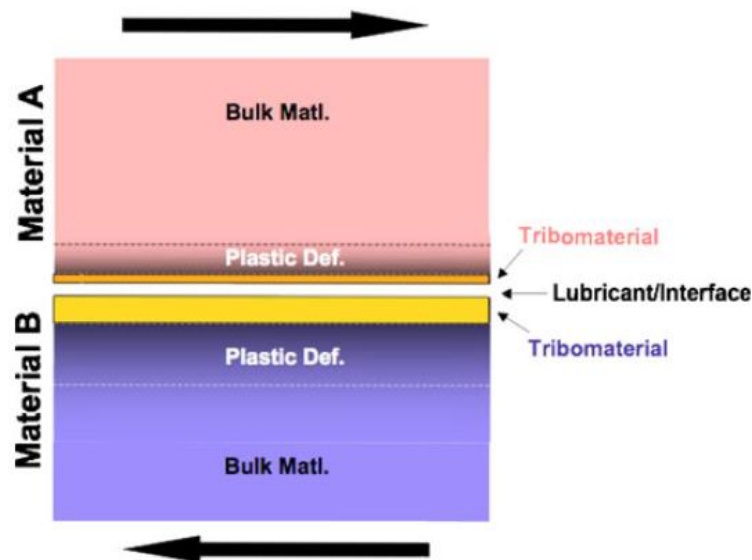 Material A
Bulk Matl.
Plastic Def.
Tribomaterial
Lubricant/Interface
Tribomaterial
Material B
Plastic Def.
Bulk Matl.